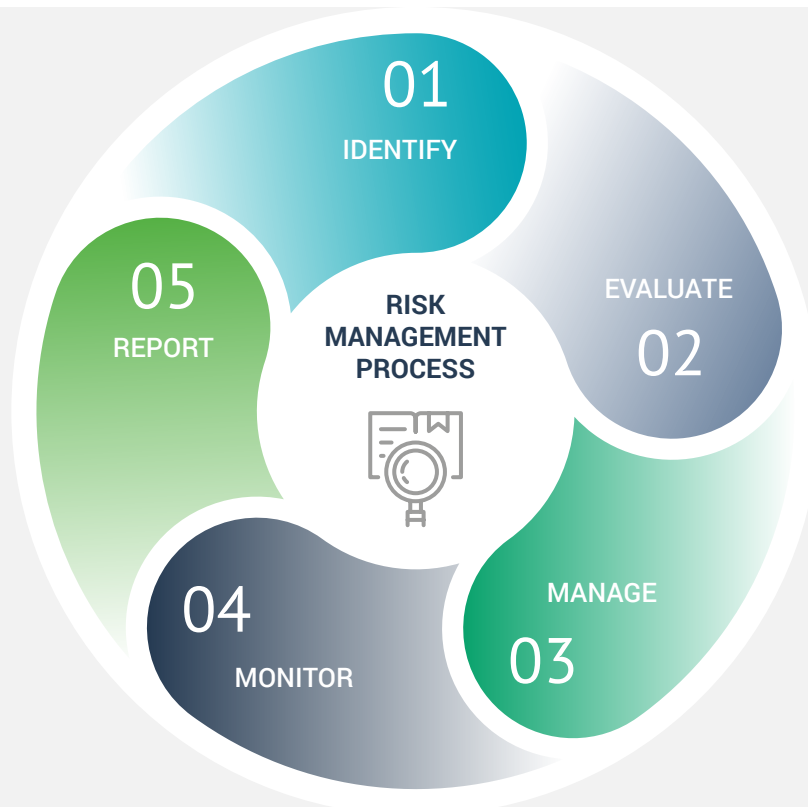 01
IDENTIFY
EVALUATE
02
MANAGE
03
04
MONITOR
05
REPORT
RISK
MANAGEMENT
PROCESS